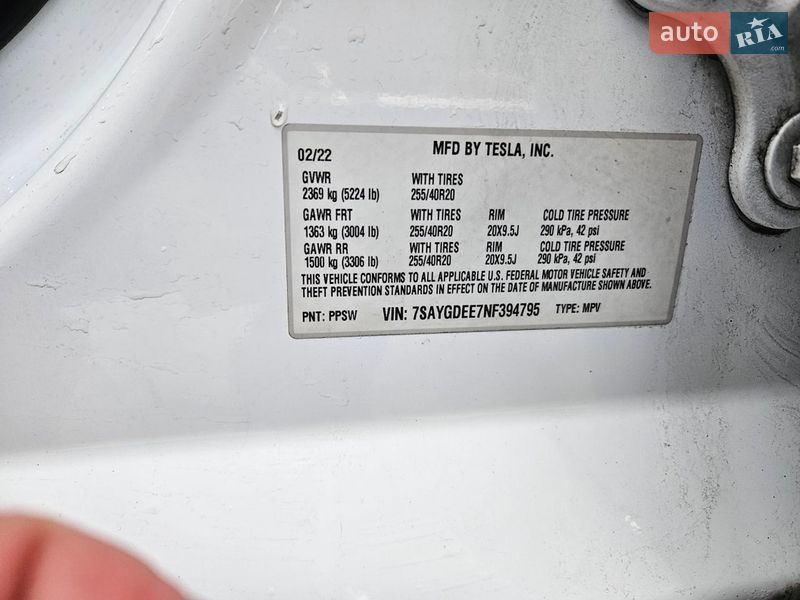 auto RIA .com
02/22 MFD BY TESLA, INC.
GVWR WITH TIRES
2369 kg (5224 lb) 255/40R20
GAWR FRT WITH TIRES RIM COLD TIRE PRESSURE
1363 kg (3004 lb) 255/40R20 20X9.5J 290 kPa, 42 psi
GAWR RR WITH TIRES RIM COLD TIRE PRESSURE
1500 kg (3306 lb) 255/40R20 20X9.5J 290 kPa, 42 psi
THIS VEHICLE CONFORMS TO ALL APPLICABLE U.S. FEDERAL MOTOR VEHICLE SAFETY AND
THEFT PREVENTION STANDARDS IN EFFECT ON THE DATE OF MANUFACTURE SHOWN ABOVE.
PNT: PPSW VIN: 7SAYGDEE7NF394795 TYPE: MPV